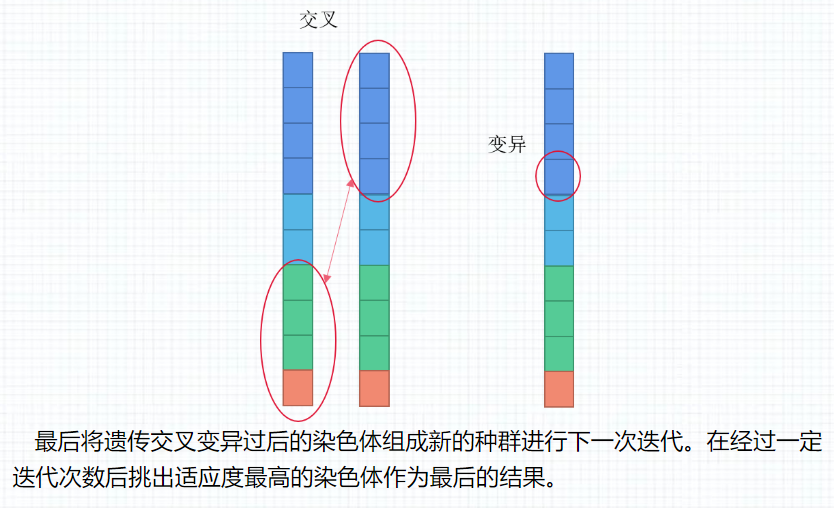 交叉
变异
最后将遗传交叉变异过后的染色体组成新的种群进行下一次迭代。在经过一定
迭代次数后挑出适应度最高的染色体作为最后的结果。